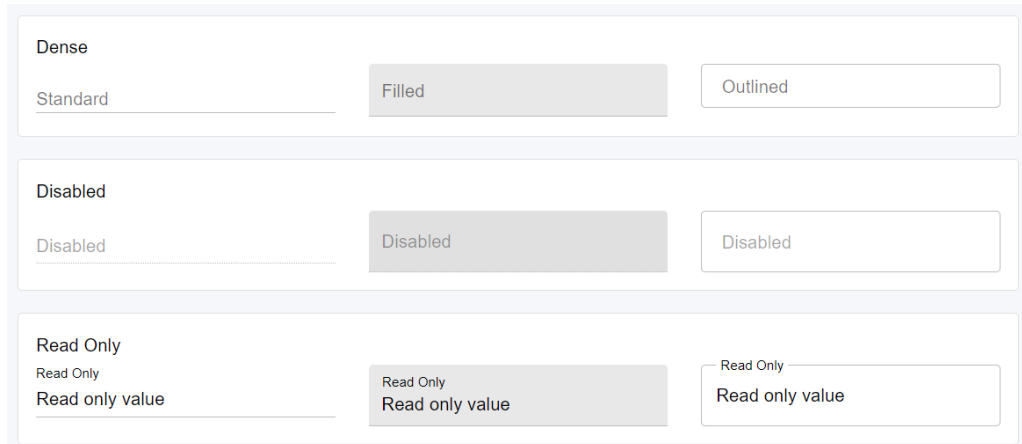 Dense
Standard
Filled
Outlined
Disabled
Disabled
Disabled
Disabled
Read Only
Read Only
Read only value
Read Only
Read only value
Read Only
Read only value